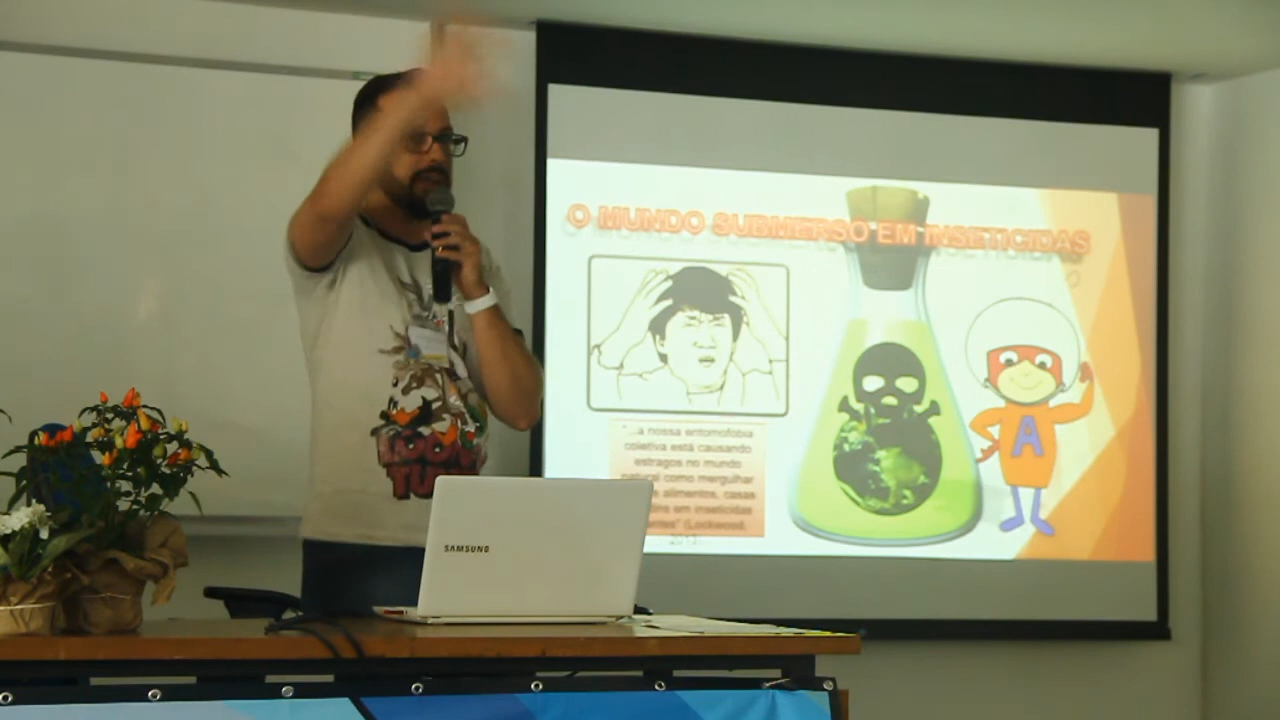 O MUNDO SUBMERSO EM INSETICIDAS
"...a nossa entomofobia
coletiva está causando
estragos no mundo
como mergulhar
alimentos, casas
em inseticidas
(Lockwood,
A
SAMSUNG